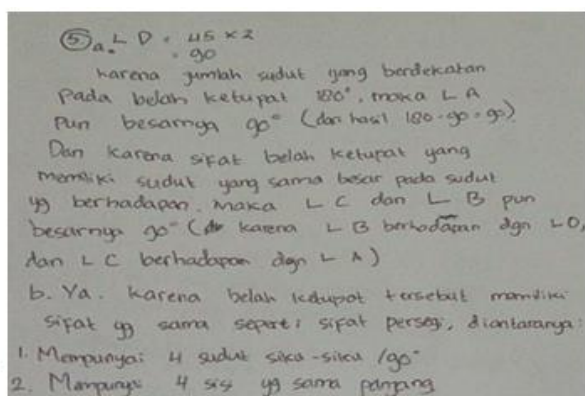 5) a. ∠ D = 45 x 2
= 90
karena jumlah sudut yang berdekatan
pada belah ketupat 180°, maka ∠ A
pun besarnya 90° (dari hasil 180 - 90 = 90)
Dan karena sifat belah ketupat yang
memiliki sudut yang sama besar pada sudut
yg berhadapan. maka ∠ C dan ∠ B pun
besarnya 90° (karena ∠ B berhadapan dgn ∠ D,
dan ∠ C berhadapan dgn ∠ A)
b. Ya. karena belah ketupat tersebut memiliki
sifat yg sama seperti sifat persegi, diantaranya:
1. Mempunyai 4 sudut siku-siku / 90°
2. Mempunyai 4 sisi yg sama panjang